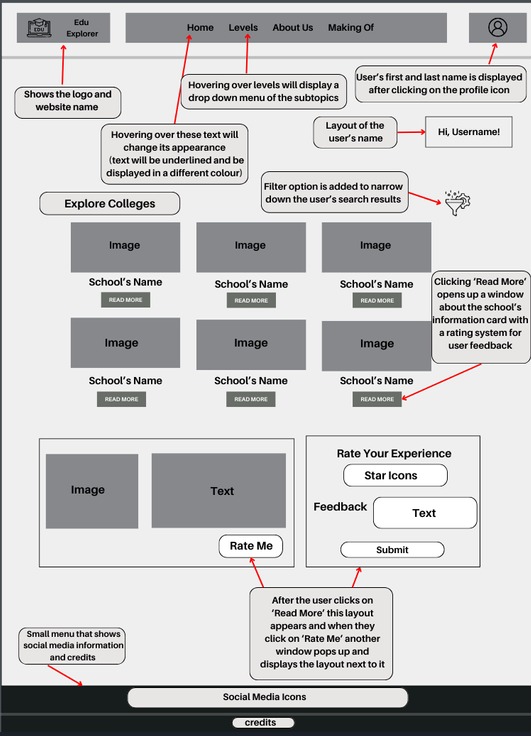 Edu
Explorer
EDU
Home Levels About Us Making Of
Shows the logo and
website name
Hovering over levels will display a
drop down menu of the subtopics
User's first and last name is displayed
after clicking on the profile icon
Hovering over these text will
change its appearance
(text will be underlined and be
displayed in a different colour)
Layout of the
user's name
Hi, Username!
Filter option is added to narrow
down the user's search results
Explore Colleges
Image Image Image
School's Name School's Name School's Name
READ MORE READ MORE READ MORE
Clicking 'Read More'
opens up a window
about the school's
information card with
a rating system for
user feedback
Image Image Image
School's Name School's Name School's Name
READ MORE READ MORE READ MORE
Image
Text
Rate Me
Rate Your Experience
Star Icons
Feedback
Text
Submit
After the user clicks on
'Read More' this layout
appears and when they
click on 'Rate Me' another
window pops up and
displays the layout next to it
Small menu that shows
social media information
and credits
Social Media Icons
credits